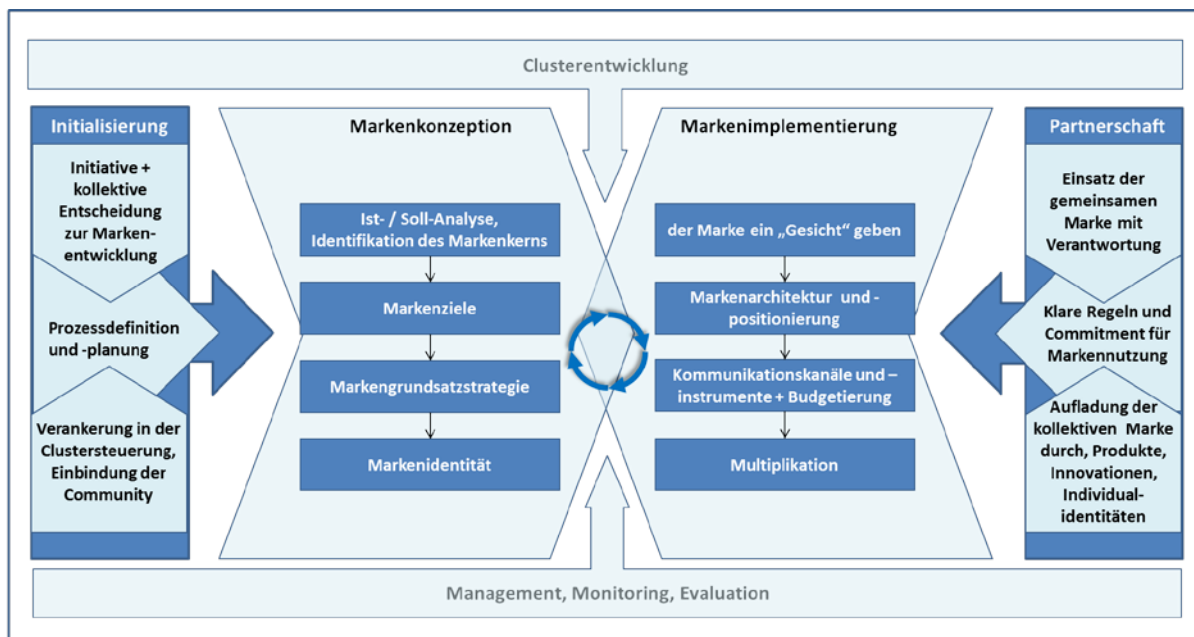 Clusterentwicklung
Initialisierung
Initiative +
kollektive
Entscheidung
zur Marken-
entwicklung
Prozessdefinition
und -planung
Verankerung in der
Clustersteuerung,
Einbindung der
Community
Markenkonzeption
Ist- / Soll-Analyse,
Identifikation des Markenkerns
Markenziele
Markengrundsatzstrategie
Markenidentität
Markenimplementierung
der Marke ein „Gesicht“ geben
Markenarchitektur und -
positionierung
Kommunikationskanäle und –
instrumente + Budgetierung
Multiplikation
Partnerschaft
Einsatz der
gemeinsamen
Marke mit
Verantwortung
Klare Regeln und
Commitment für
Markennutzung
Aufladung der
kollektiven Marke
durch, Produkte,
Innovationen,
Individual-
identitäten
Management, Monitoring, Evaluation